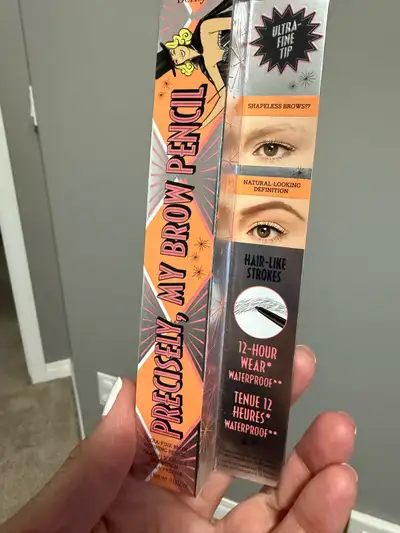 PRECISELY, MY BROW PENCIL
ULTRA-
FINE
TIP
SHAPELESS BROWS??
NATURAL-LOOKING
DEFINITION
HAIR-LIKE
STROKES
12-HOUR
WEAR*
WATERPROOF**
TENUE 12
HEURES*
WATERPROOF**